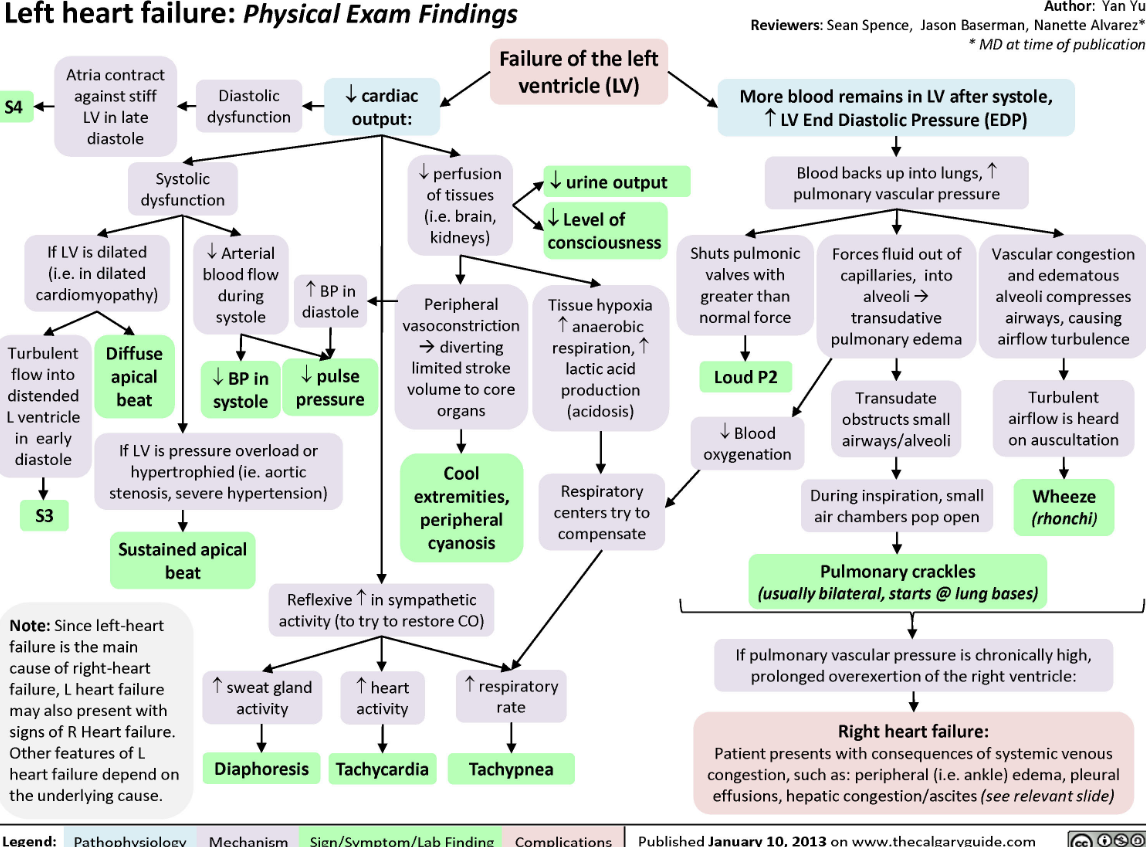 Left heart failure: Physical Exam Findings
Author: Yan Yu
Reviewers: Sean Spence, Jason Baserman, Nanette Alvarez*
* MD at time of publication
Failure of the left
ventricle (LV)
↓ cardiac
output:
Diastolic
dysfunction
Atria contract
against stiff
LV in late
diastole
S4
More blood remains in LV after systole,
↑ LV End Diastolic Pressure (EDP)
Systolic
dysfunction
↓ perfusion
of tissues
(i.e. brain,
kidneys)
↓ urine output
↓ Level of
consciousness
Blood backs up into lungs, ↑
pulmonary vascular pressure
If LV is dilated
(i.e. in dilated
cardiomyopathy)
↓ Arterial
blood flow
during
systole
↑ BP in
diastole
Peripheral
vasoconstriction
→ diverting
limited stroke
volume to core
organs
Tissue hypoxia
↑ anaerobic
respiration, ↑
lactic acid
production
(acidosis)
Shuts pulmonic
valves with
greater than
normal force
Forces fluid out of
capillaries, into
alveoli →
transudative
pulmonary edema
Vascular congestion
and edematous
alveoli compresses
airways, causing
airflow turbulence
Turbulent
flow into
distended
L ventricle
in early
diastole
Diffuse
apical
beat
↓ BP in
systole
↓ pulse
pressure
Loud P2
Transudate
obstructs small
airways/alveoli
Turbulent
airflow is heard
on auscultation
↓ Blood
oxygenation
If LV is pressure overload or
hypertrophied (ie. aortic
stenosis, severe hypertension)
Cool
extremities,
peripheral
cyanosis
Respiratory
centers try to
compensate
During inspiration, small
air chambers pop open
Wheeze
(rhonchi)
S3
Sustained apical
beat
Pulmonary crackles
(usually bilateral, starts @ lung bases)
Reflexive ↑ in sympathetic
activity (to try to restore CO)
Note: Since left-heart
failure is the main
cause of right-heart
failure, L heart failure
may also present with
signs of R Heart failure.
Other features of L
heart failure depend on
the underlying cause.
↑ sweat gland
activity
↑ heart
activity
↑ respiratory
rate
Diaphoresis
Tachycardia
Tachypnea
If pulmonary vascular pressure is chronically high,
prolonged overexertion of the right ventricle:
Right heart failure:
Patient presents with consequences of systemic venous
congestion, such as: peripheral (i.e. ankle) edema, pleural
effusions, hepatic congestion/ascites (see relevant slide)
Legend: Pathophysiology Mechanism Sign/Symptom/Lab Finding Complications
Published January 10, 2013 on www.thecalgaryguide.com
cc